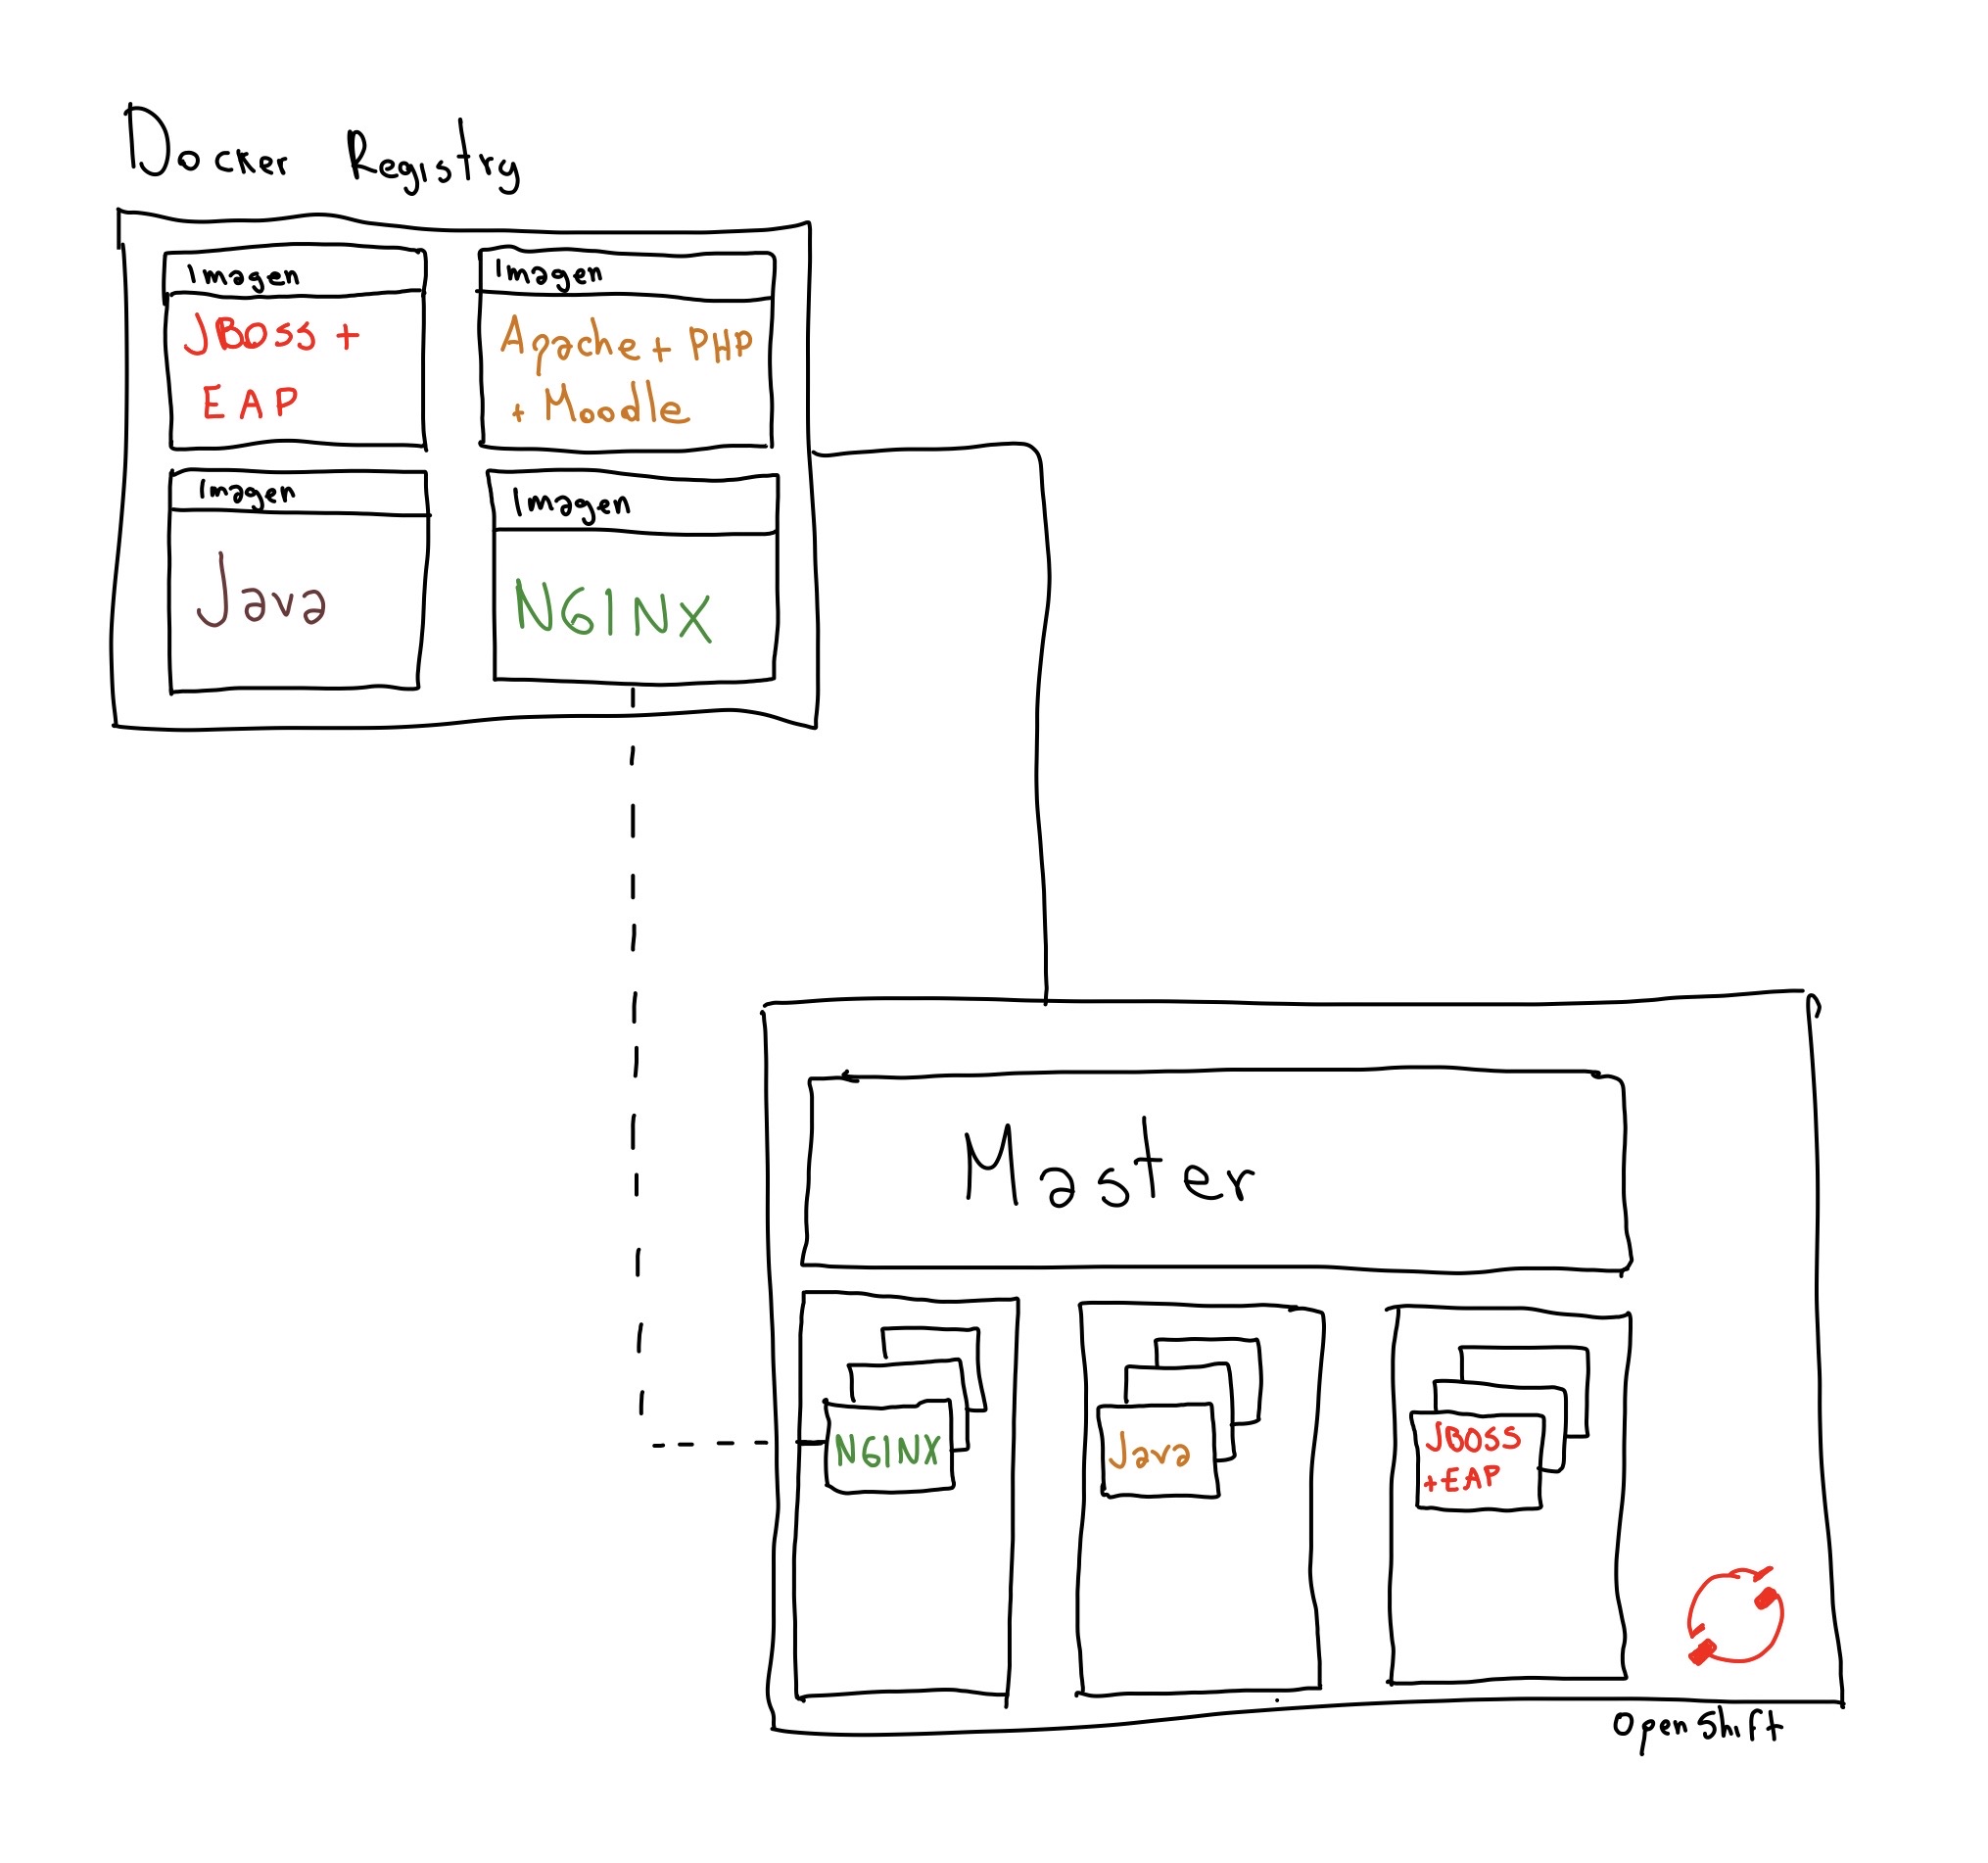 Docker Registry
Imagen
JBoss +
EAP
Imagen
Apache + PHP
+ Moodle
Imagen
Java
Imagen
NGINX
Master
NGINX
Java
JBOSS
+EAP
OpenShift